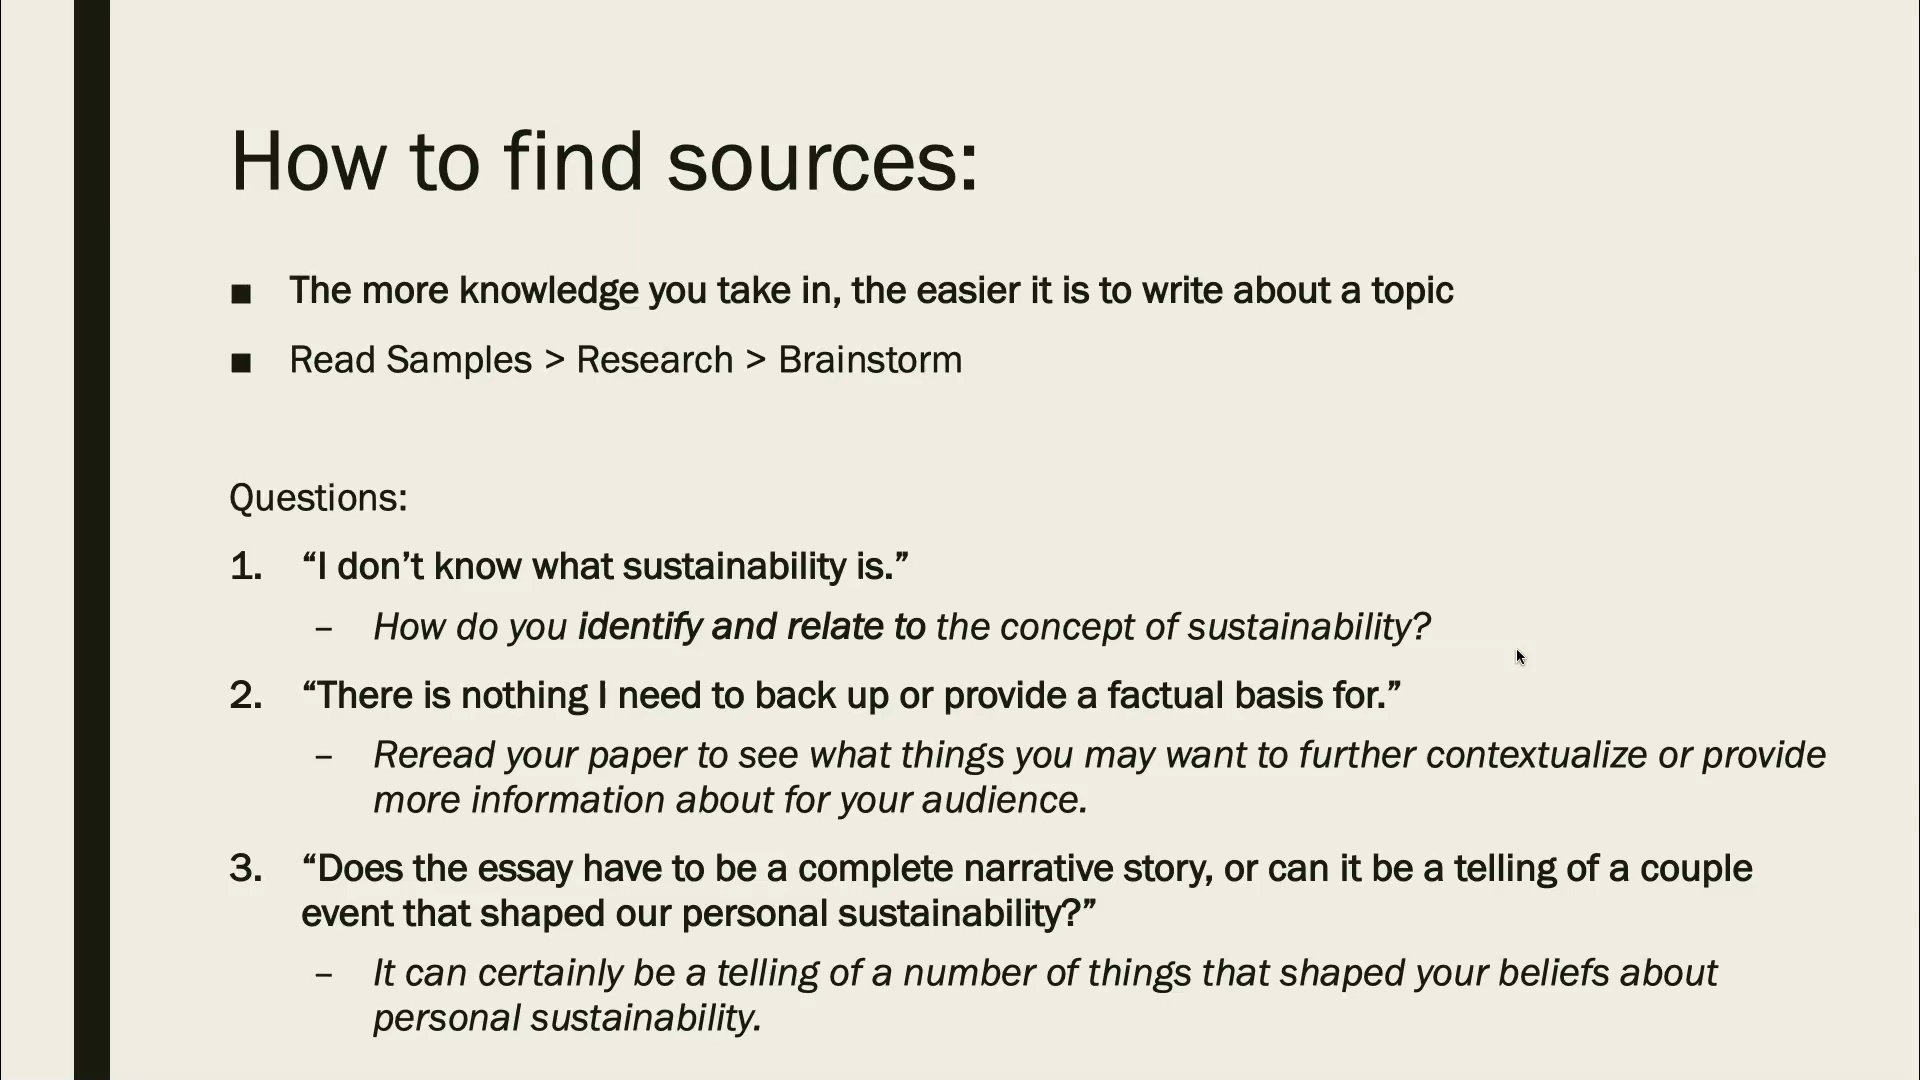 How to find sources:
■ The more knowledge you take in, the easier it is to write about a topic
■ Read Samples > Research > Brainstorm
Questions:
1. “I don’t know what sustainability is.”
– How do you identify and relate to the concept of sustainability?
2. “There is nothing I need to back up or provide a factual basis for.”
– Reread your paper to see what things you may want to further contextualize or provide
more information about for your audience.
3. “Does the essay have to be a complete narrative story, or can it be a telling of a couple
event that shaped our personal sustainability?”
– It can certainly be a telling of a number of things that shaped your beliefs about
personal sustainability.